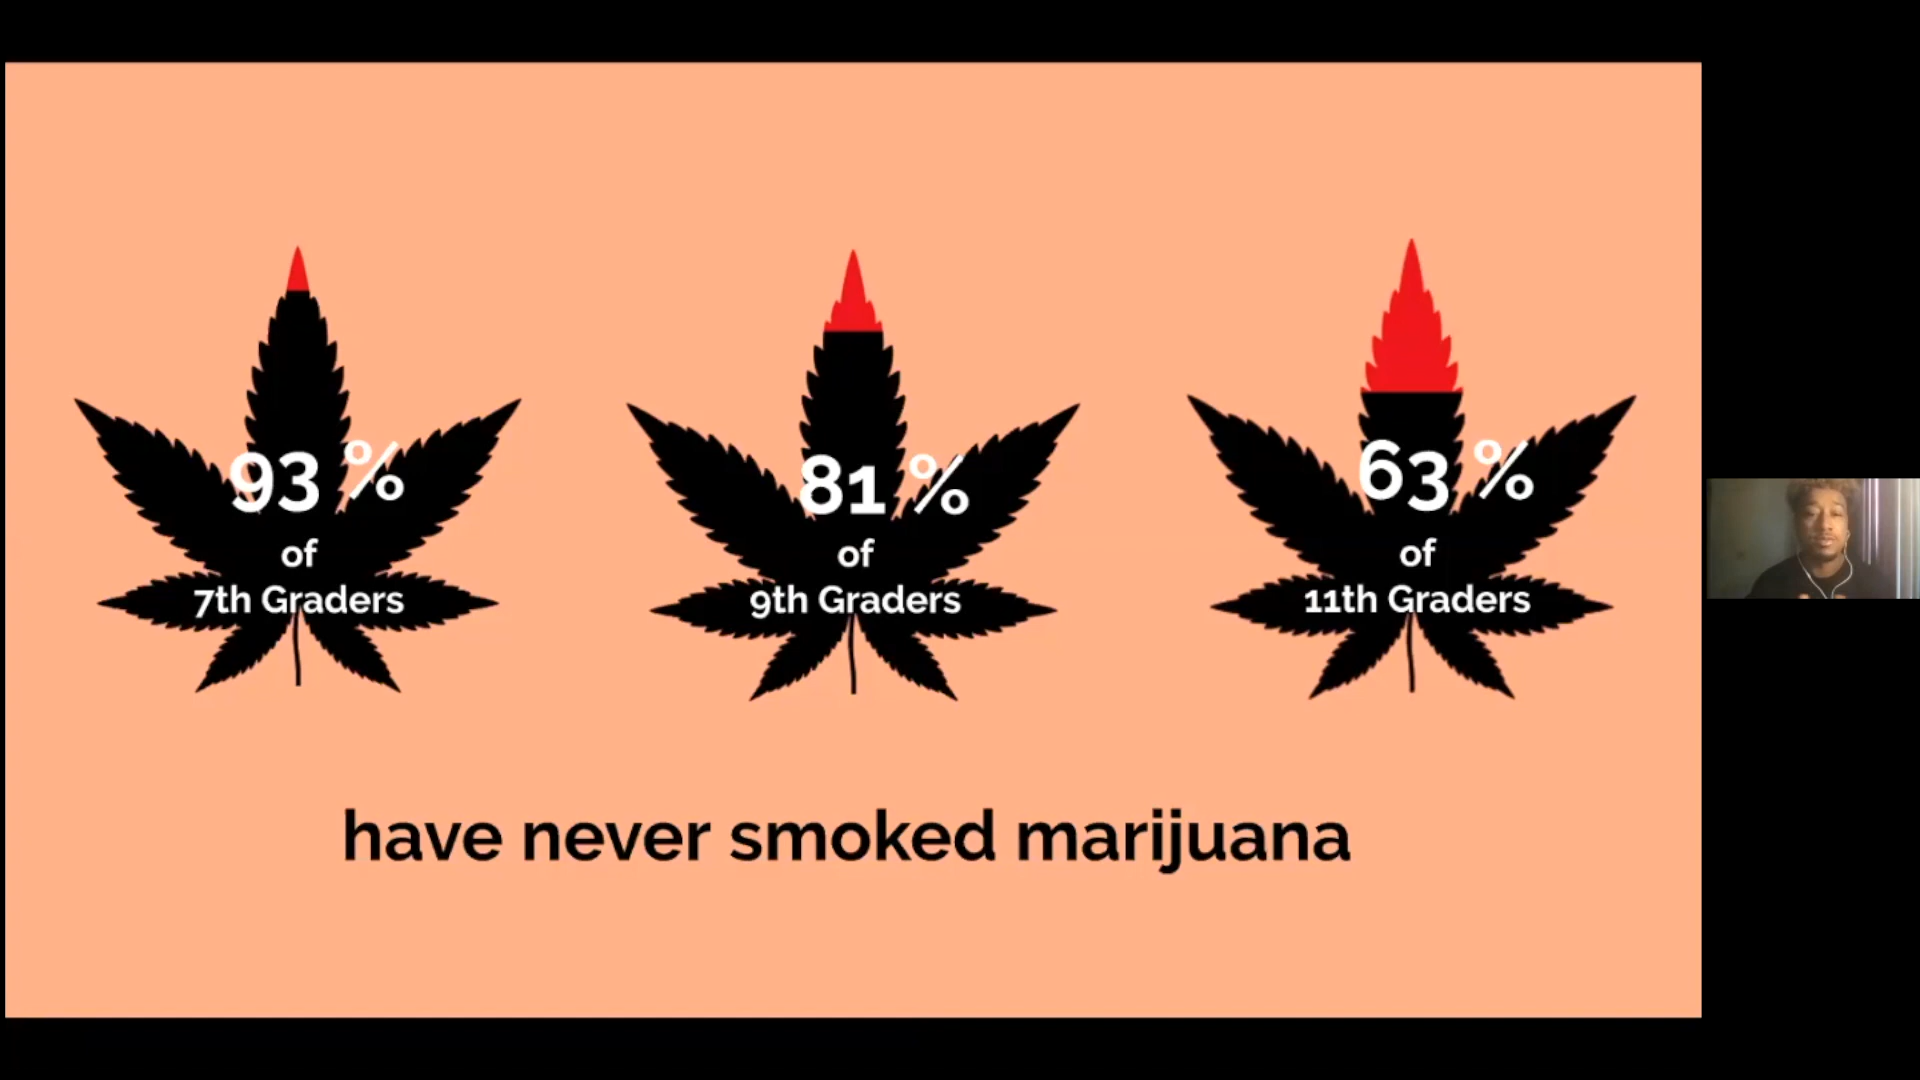 93 %
of
7th Graders
81 %
of
9th Graders
63 %
of
11th Graders
have never smoked marijuana